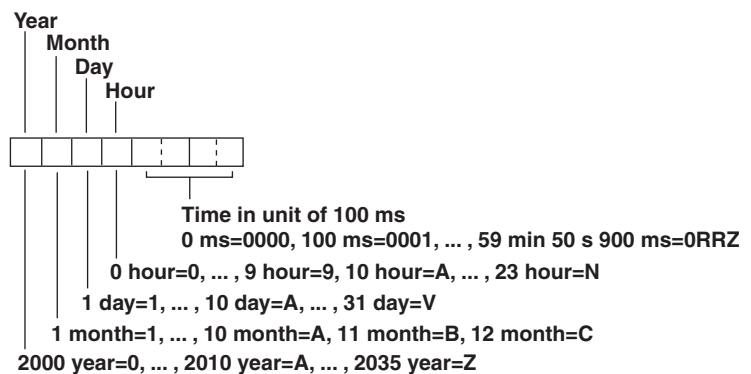 Year
Month
Day
Hour
Time in unit of 100 ms
0 ms=0000, 100 ms=0001, ... , 59 min 50 s 900 ms=0RRZ
0 hour=0, ... , 9 hour=9, 10 hour=A, ... , 23 hour=N
1 day=1, ... , 10 day=A, ... , 31 day=V
1 month=1, ... , 10 month=A, 11 month=B, 12 month=C
2000 year=0, ... , 2010 year=A, ... , 2035 year=Z